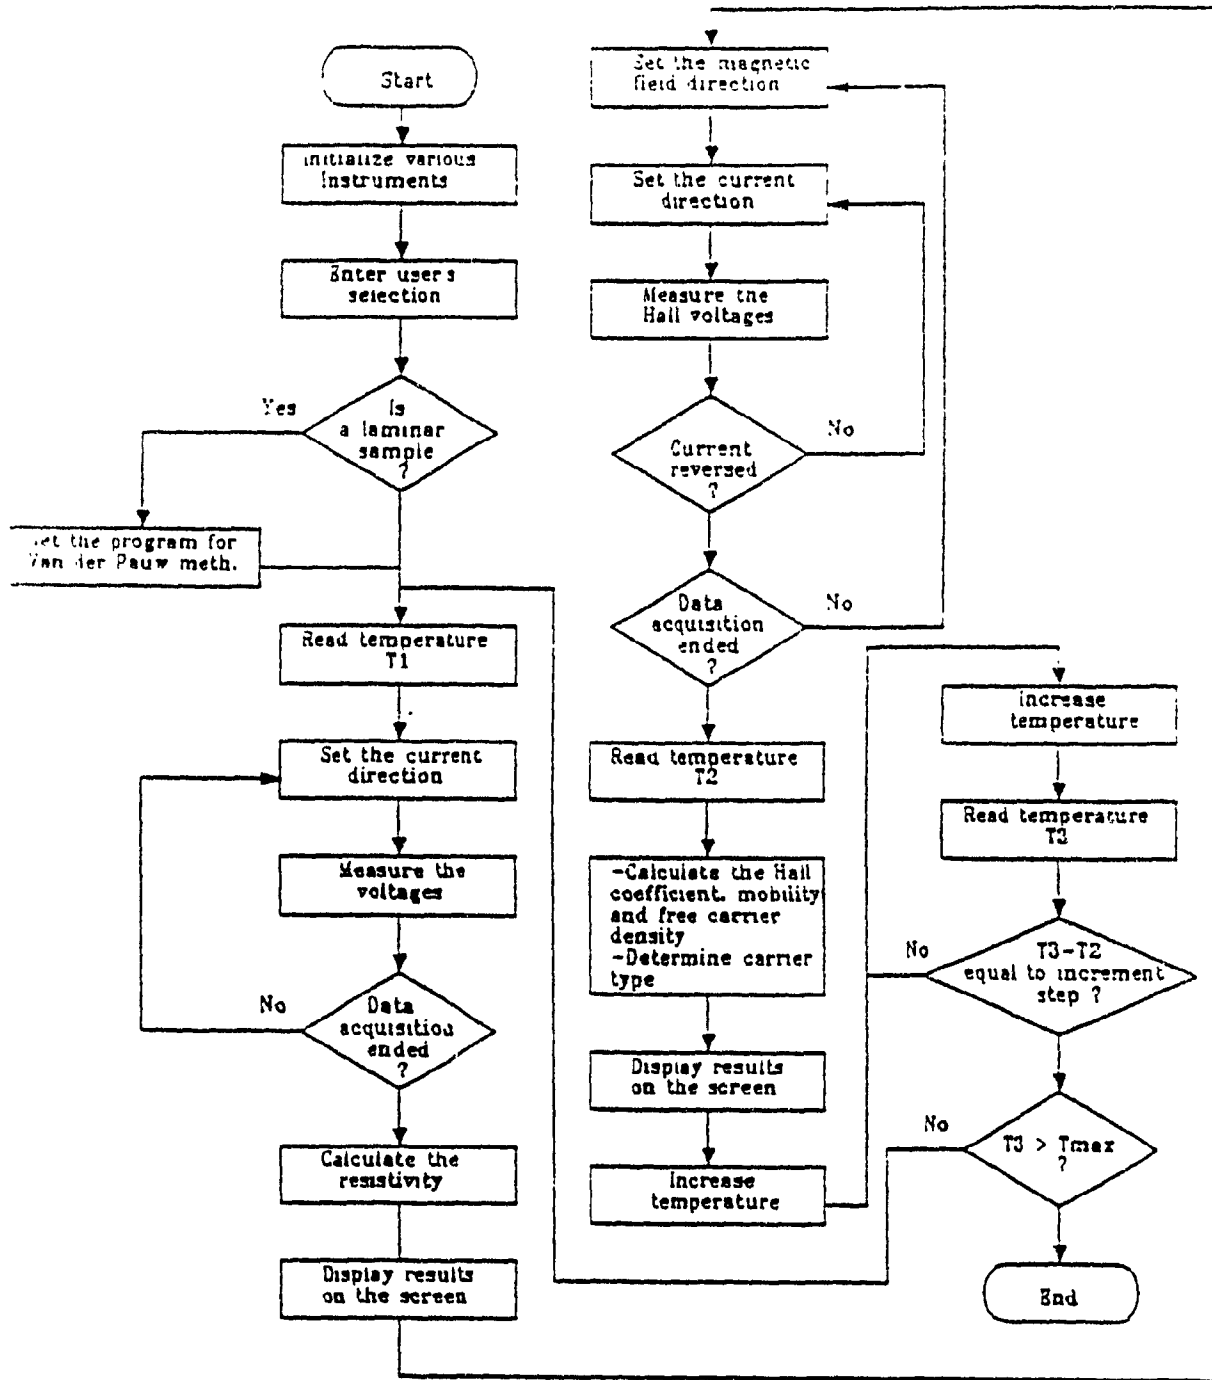 Start
Initialize various
Instruments
Enter user's
selection
Is
a laminar
sample
?
Yes
Set the program for
Van der Pauw meth.
Read temperature
T1
Set the current
direction
Measure the
voltages
Data
acquisition
ended
?
No
Calculate the
resistivity
Display results
on the screen
Set the magnetic
field direction
Set the current
direction
Measure the
Hall voltages
Current
reversed
?
No
Data
acquisition
ended
?
No
Read temperature
T2
-Calculate the Hall
coefficient. mobility
and free carrier
density
-Determine carrier
type
Display results
on the screen
Increase
temperature
increase
temperature
Read temperature
T3
T3-T2
equal to increment
step ?
No
T3 > Tmax
?
No
End